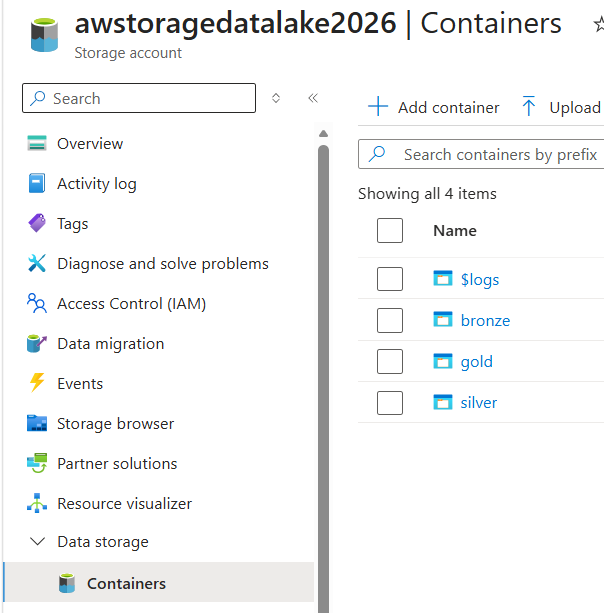 awstoragedatalake2026 | Containers
Storage account
Search
Overview
Activity log
Tags
Diagnose and solve problems
Access Control (IAM)
Data migration
Events
Storage browser
Partner solutions
Resource visualizer
Data storage
Containers
Add container
Upload
Search containers by prefix
Showing all 4 items
Name
$logs
bronze
gold
silver